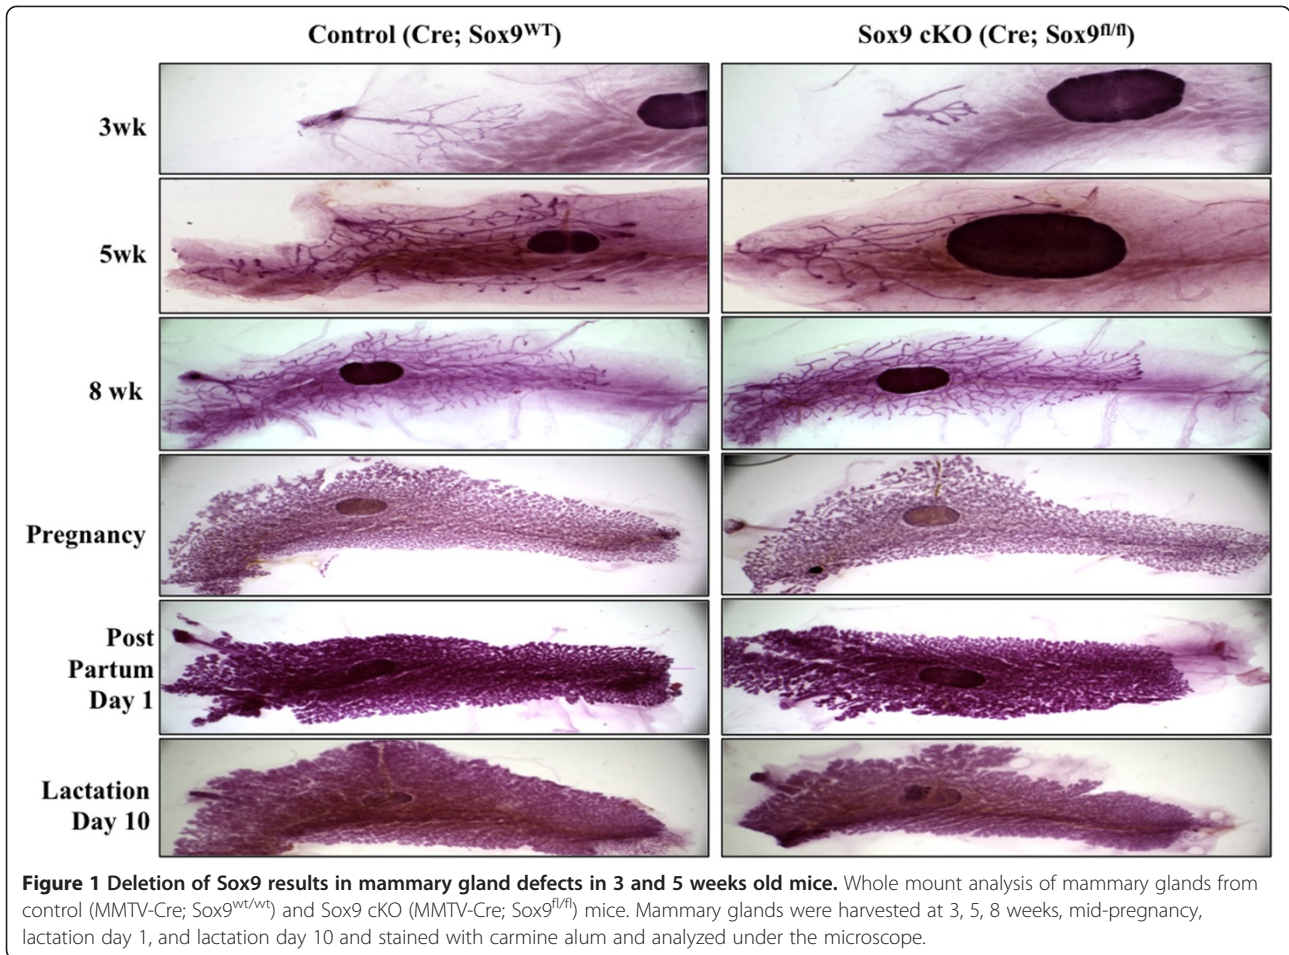 Control (Cre; Sox9WT)
Sox9 cKO (Cre; Sox9fl/fl)
3wk
5wk
8 wk
Pregnancy
Post
Partum
Day 1
Lactation
Day 10
Figure 1 Deletion of Sox9 results in mammary gland defects in 3 and 5 weeks old mice. Whole mount analysis of mammary glands from
control (MMTV-Cre; Sox9wt/wt) and Sox9 cKO (MMTV-Cre; Sox9fl/fl) mice. Mammary glands were harvested at 3, 5, 8 weeks, mid-pregnancy,
lactation day 1, and lactation day 10 and stained with carmine alum and analyzed under the microscope.